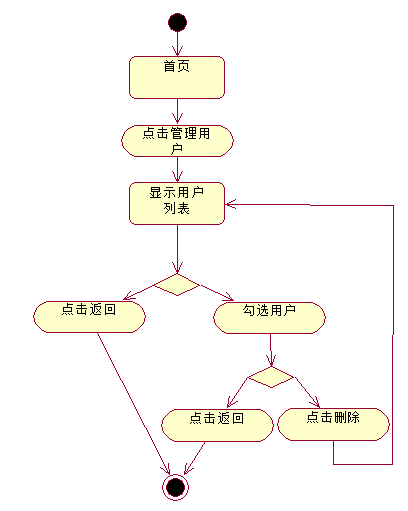 首页
点击管理用
户
显示用户
列表
点击返回
勾选用户
点击返回
点击删除